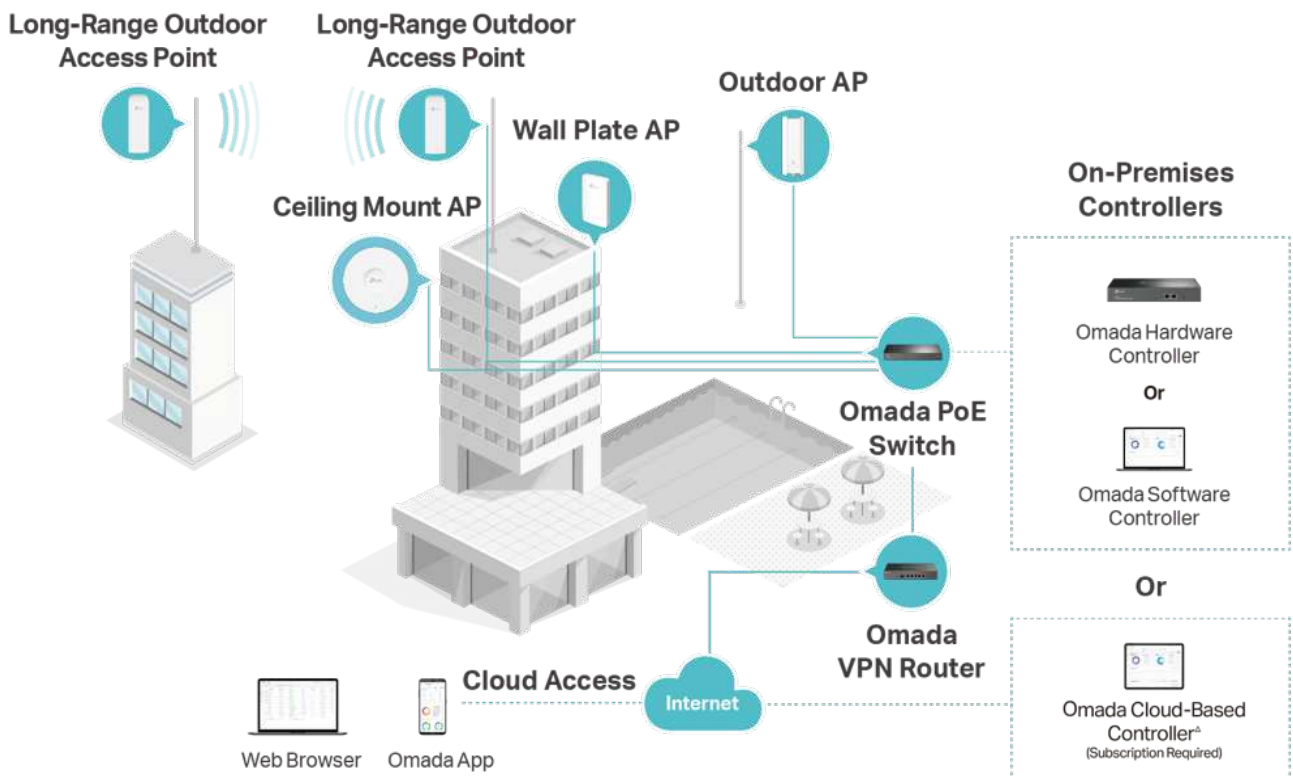 Long-Range Outdoor
Access Point
Long-Range Outdoor
Access Point
Outdoor AP
Wall Plate AP
Ceiling Mount AP
On-Premises
Controllers
Omada Hardware
Controller
Or
Omada Software
Controller
Omada PoE
Switch
Or
Omada
VPN Router
Cloud Access
Internet
Omada Cloud-Based
Controller△
(Subscription Required)
Web Browser
Omada App